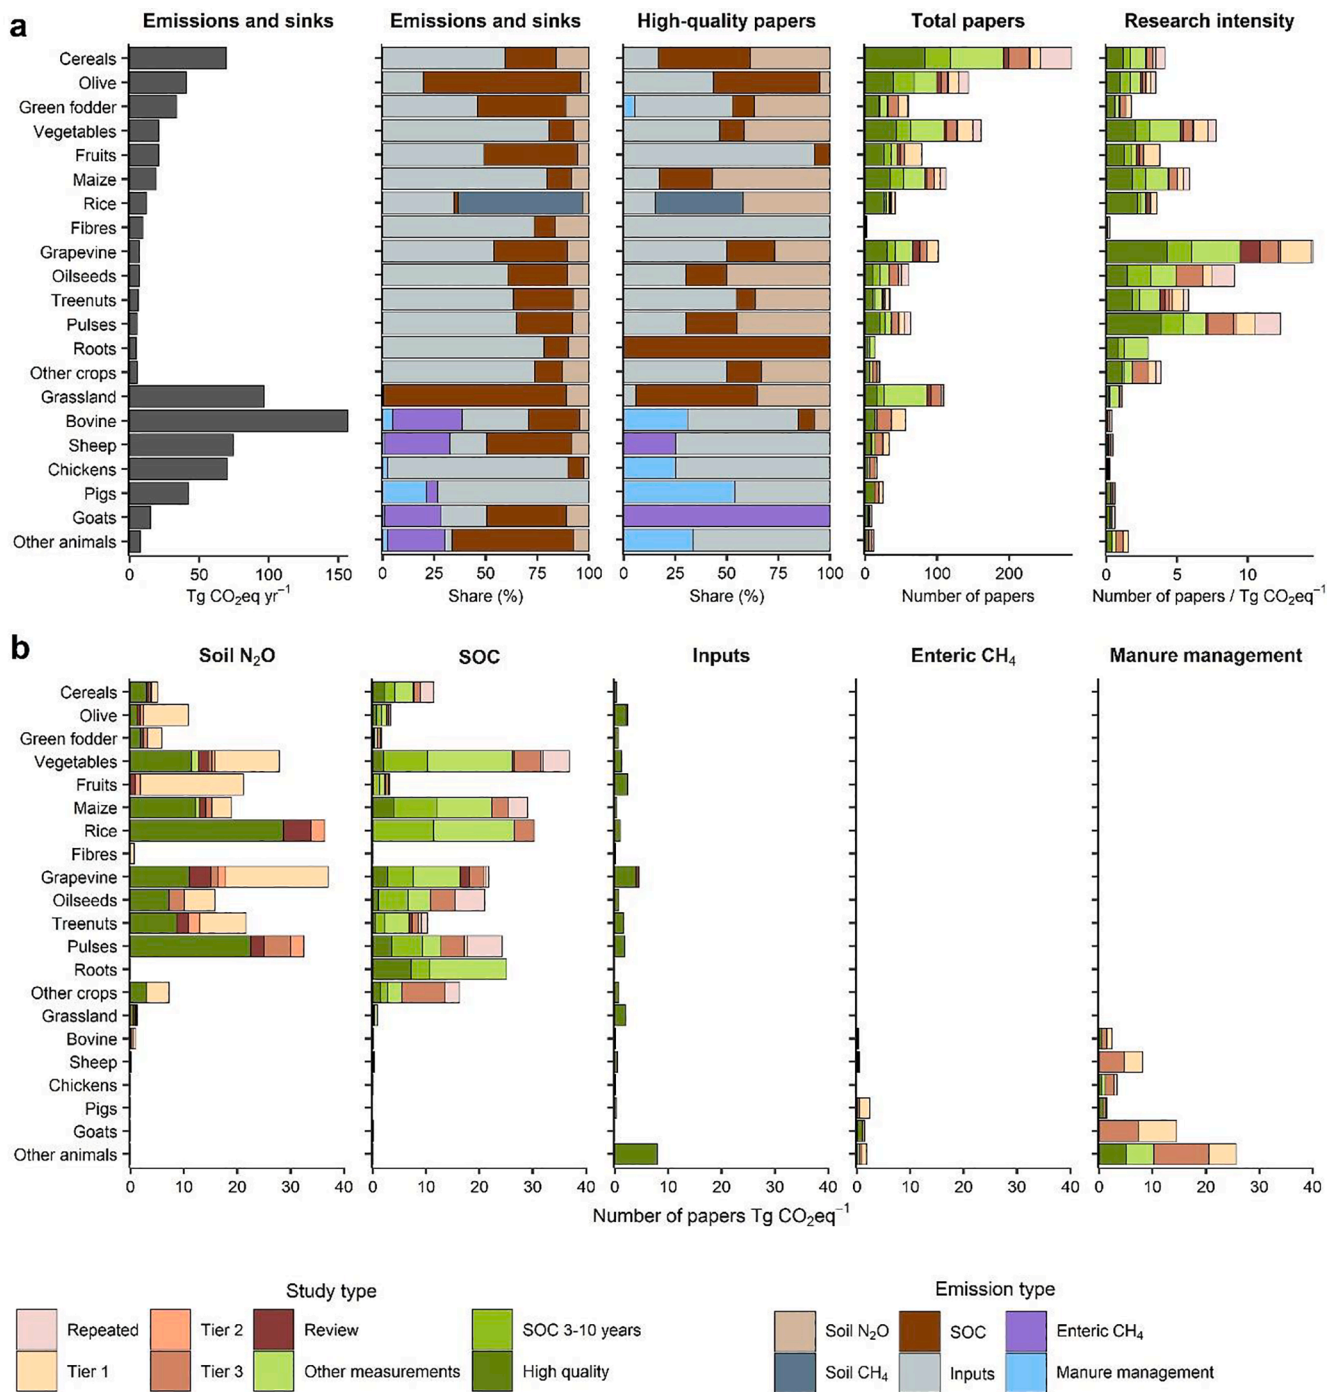 a
Emissions and sinks
Emissions and sinks
High-quality papers
Total papers
Research intensity
Cereals
Olive
Green fodder
Vegetables
Fruits
Maize
Rice
Fibres
Grapevine
Oilseeds
Treenuts
Pulses
Roots
Other crops
Grassland
Bovine
Sheep
Chickens
Pigs
Goats
Other animals
0 50 100 150
0 25 50 75 100
0 25 50 75 100
0 100 200
0 5 10
Tg CO₂eq yr⁻¹
Share (%)
Share (%)
Number of papers
Number of papers / Tg CO₂eq⁻¹
b
Soil N₂O
SOC
Inputs
Enteric CH₄
Manure management
Cereals
Olive
Green fodder
Vegetables
Fruits
Maize
Rice
Fibres
Grapevine
Oilseeds
Treenuts
Pulses
Roots
Other crops
Grassland
Bovine
Sheep
Chickens
Pigs
Goats
Other animals
0 10 20 30 40
0 10 20 30 40
0 10 20 30 40
0 10 20 30 40
0 10 20 30 40
Number of papers Tg CO₂eq⁻¹
Study type
Repeated
Tier 2
Review
SOC 3-10 years
Tier 1
Tier 3
Other measurements
High quality
Emission type
Soil N₂O
SOC
Enteric CH₄
Soil CH₄
Inputs
Manure management